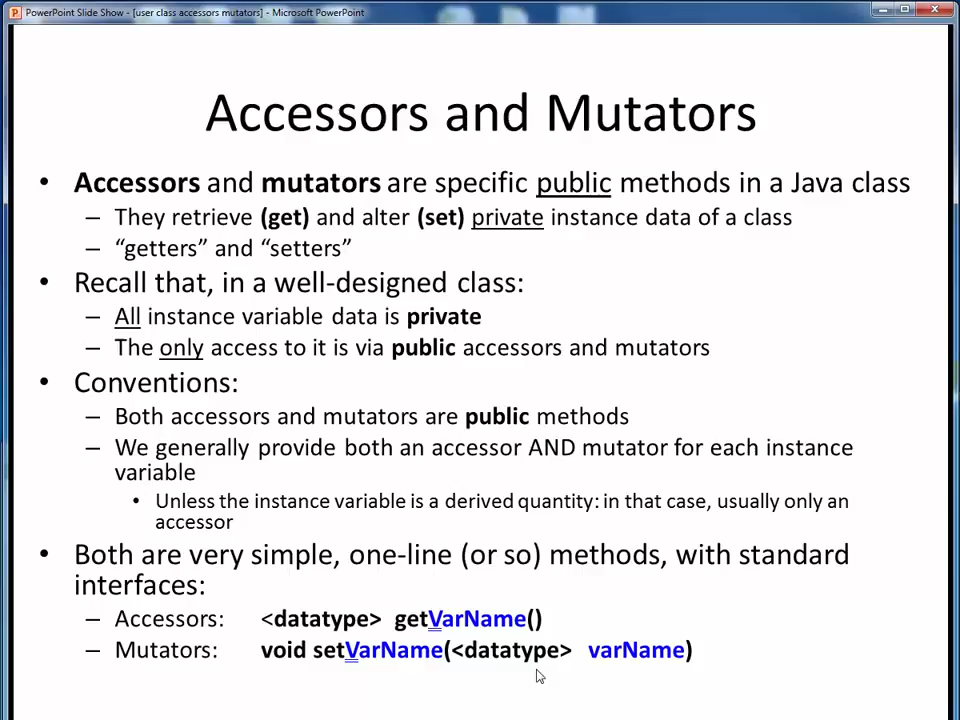 PowerPoint Slide Show - [user class accessors mutators] - Microsoft PowerPoint
Accessors and Mutators
• Accessors and mutators are specific public methods in a Java class
– They retrieve (get) and alter (set) private instance data of a class
– “getters” and “setters”
• Recall that, in a well-designed class:
– All instance variable data is private
– The only access to it is via public accessors and mutators
• Conventions:
– Both accessors and mutators are public methods
– We generally provide both an accessor AND mutator for each instance
variable
• Unless the instance variable is a derived quantity: in that case, usually only an
accessor
• Both are very simple, one-line (or so) methods, with standard
interfaces:
– Accessors: <datatype> getVarName()
– Mutators: void setVarName(<datatype> varName)